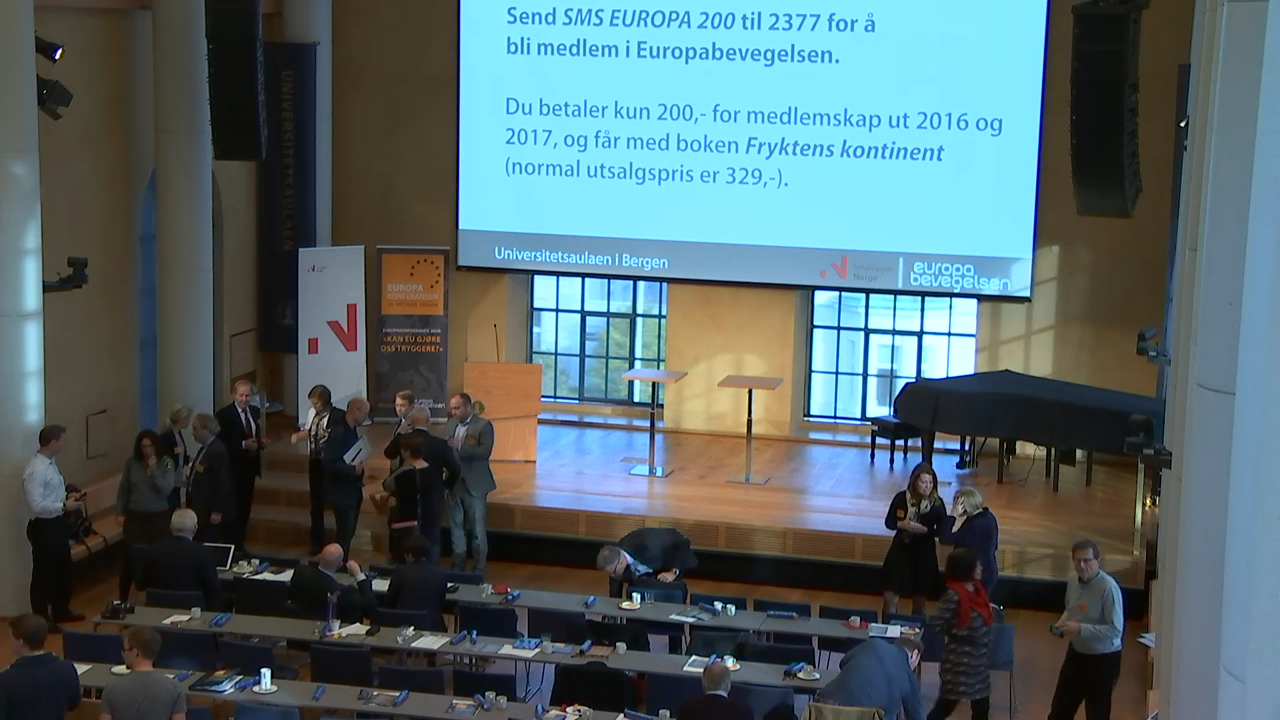 Send SMS EUROPA 200 til 2377 for å
bli medlem i Europabevegelsen.
Du betaler kun 200,- for medlemskap ut 2016 og
2017, og får med boken Fryktens kontinent
(normal utsalgspris er 329,-).
Universitetsaulaen i Bergen
Norge
europa
bevegelsen
UNIVERSITETSAULAEN
EUROPA
KONFERANSEN
«KAN EU GJØRE
OSS TRYGGERE?»